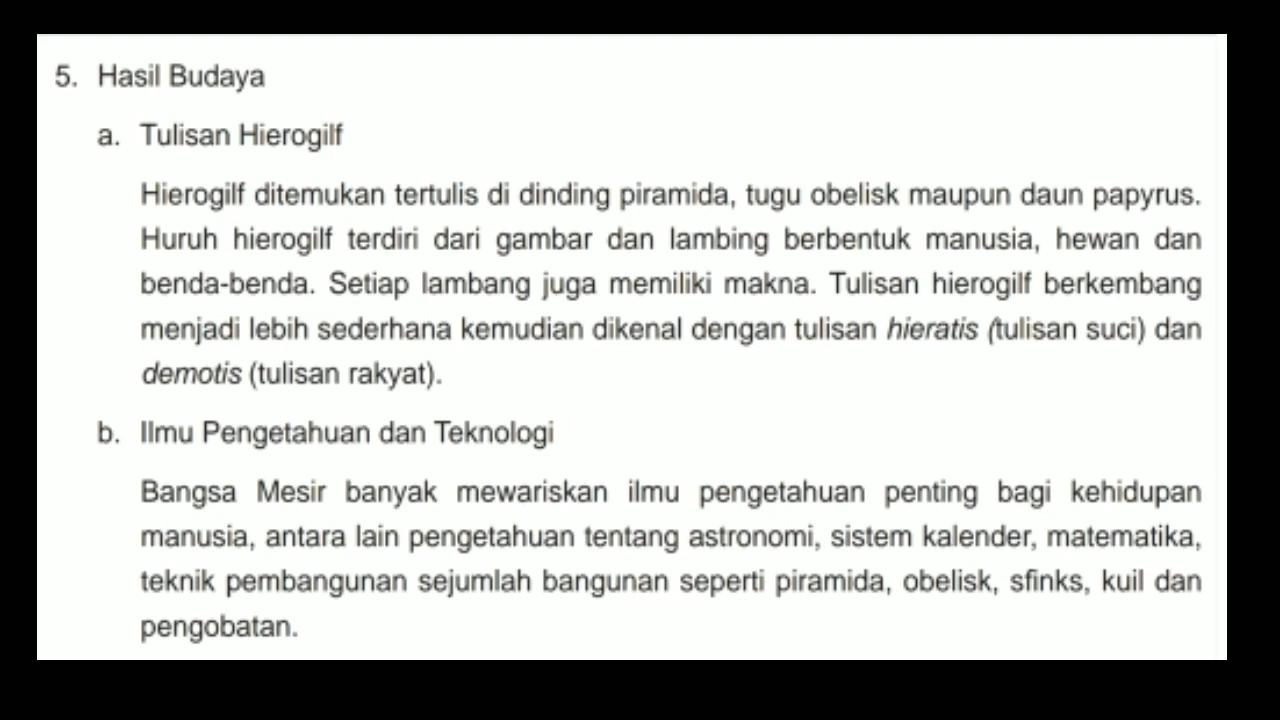 5. Hasil Budaya
a. Tulisan Hierogilf
Hierogilf ditemukan tertulis di dinding piramida, tugu obelisk maupun daun papyrus.
Huruh hierogilf terdiri dari gambar dan lambing berbentuk manusia, hewan dan
benda-benda. Setiap lambang juga memiliki makna. Tulisan hierogilf berkembang
menjadi lebih sederhana kemudian dikenal dengan tulisan hieratis (tulisan suci) dan
demotis (tulisan rakyat).
b. Ilmu Pengetahuan dan Teknologi
Bangsa Mesir banyak mewariskan ilmu pengetahuan penting bagi kehidupan
manusia, antara lain pengetahuan tentang astronomi, sistem kalender, matematika,
teknik pembangunan sejumlah bangunan seperti piramida, obelisk, sfinks, kuil dan
pengobatan.